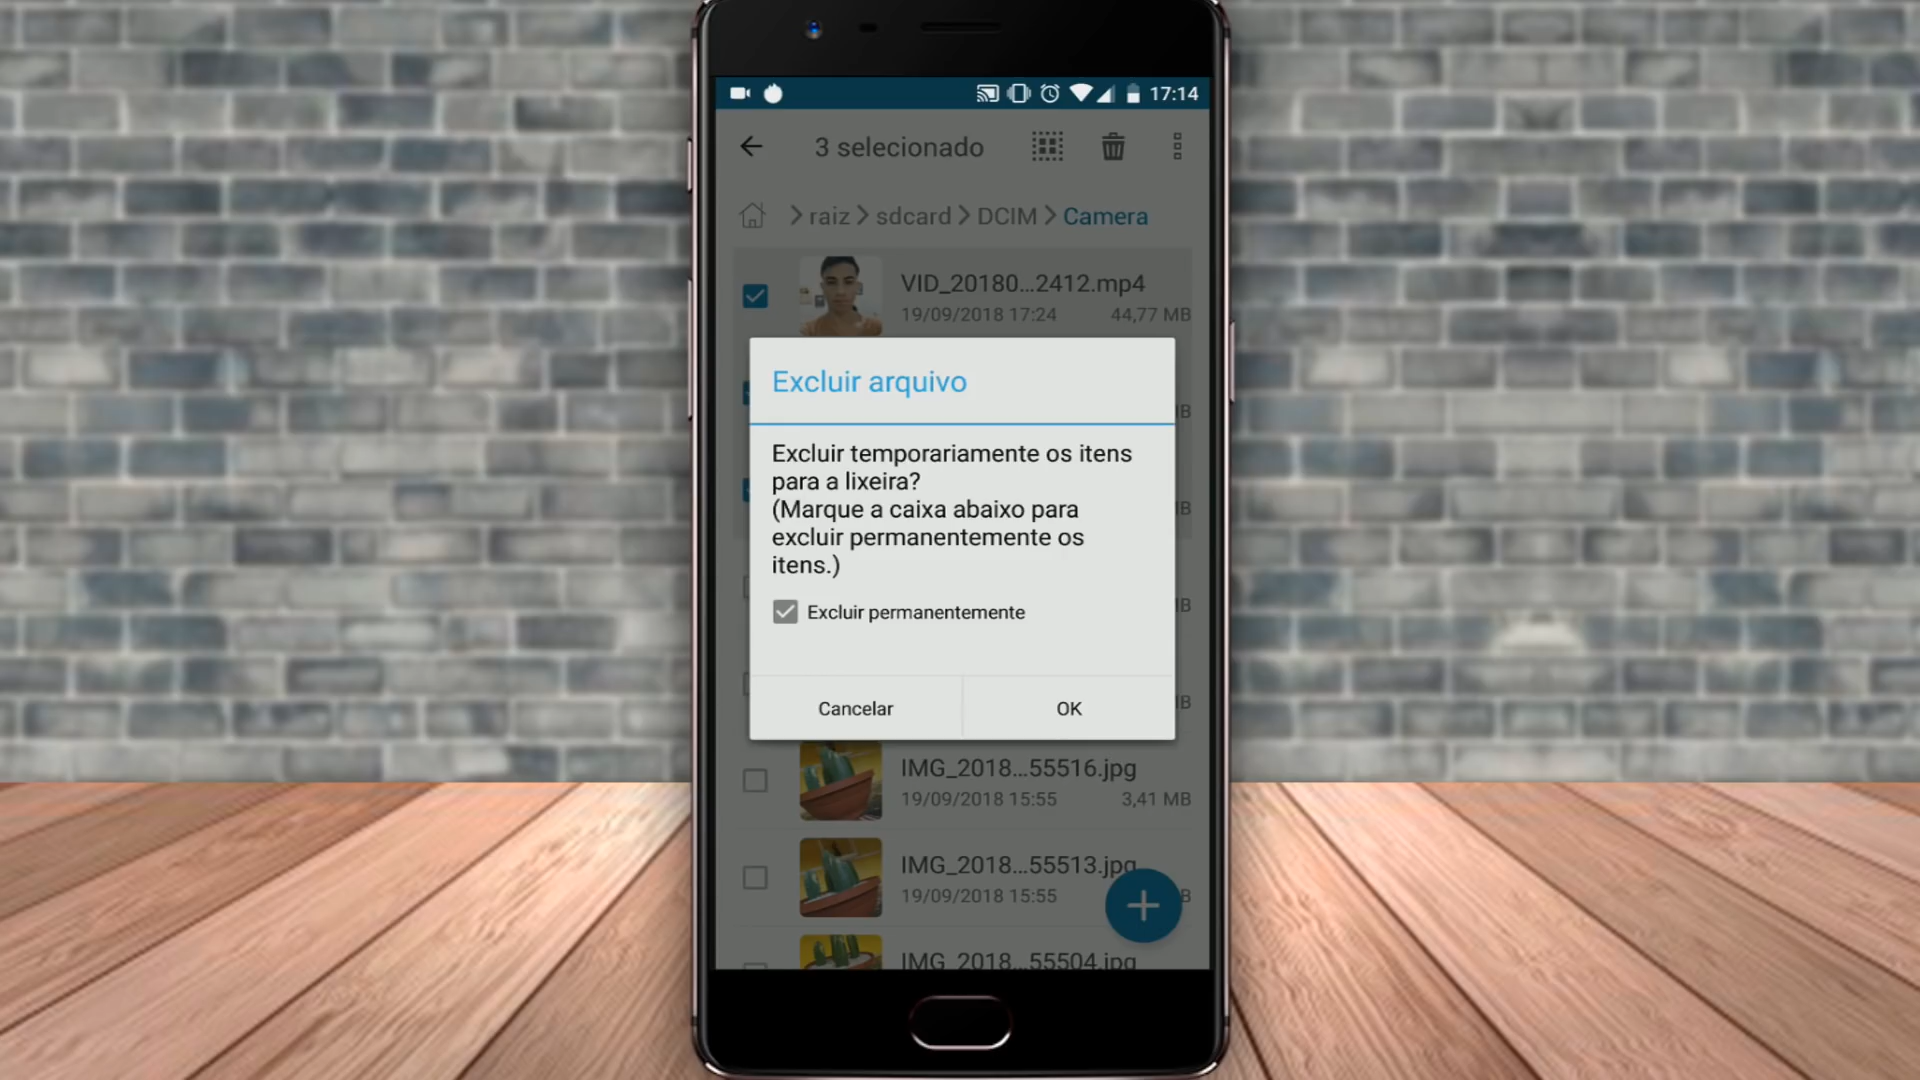 17:14
3 selecionado
raiz sdcard DCIM Camera
VID_20180...2412.mp4
19/09/2018 17:24 44,77 MB
Excluir arquivo
Excluir temporariamente os itens
para a lixeira?
(Marque a caixa abaixo para
excluir permanentemente os
itens.)
Excluir permanentemente
Cancelar OK
IMG_2018...55516.jpg
19/09/2018 15:55 3,41 MB
IMG_2018...55513.jpg
19/09/2018 15:55
IMG_2018...55504.jpg